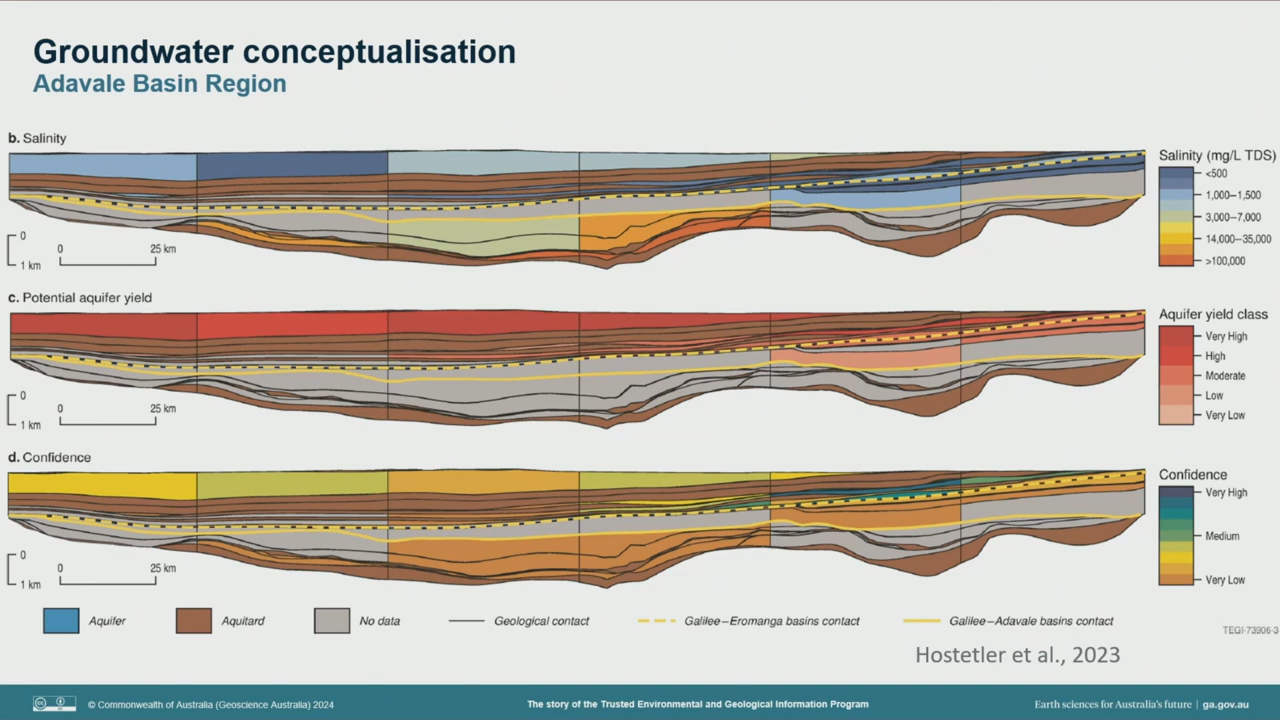 Groundwater conceptualisation
Adavale Basin Region
b. Salinity
Salinity (mg/L TDS)
<500
1,000–1,500
3,000–7,000
14,000–35,000
>100,000
0
1 km
0
25 km
c. Potential aquifer yield
Aquifer yield class
Very High
High
Moderate
Low
Very Low
0
1 km
0
25 km
d. Confidence
Confidence
Very High
Medium
Very Low
0
1 km
0
25 km
Aquifer
Aquitard
No data
Geological contact
Galilee–Eromanga basins contact
Galilee–Adavale basins contact
TEGI-73906-3
Hostetler et al., 2023
© Commonwealth of Australia (Geoscience Australia) 2024
The story of the Trusted Environmental and Geological Information Program
Earth sciences for Australia's future | ga.gov.au